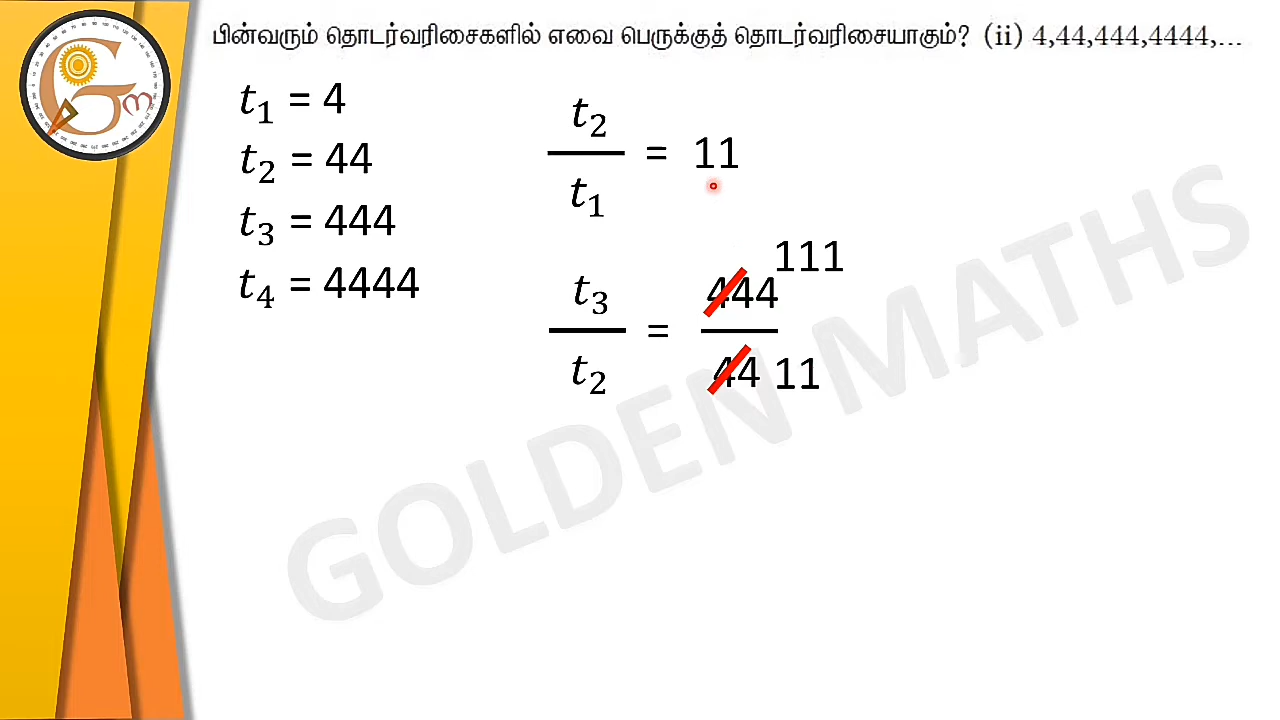 பின்வரும் தொடர்வரிசைகளில் எவை பெருக்குத் தொடர்வரிசையாகும்? (ii) 4,44,444,4444,...
t₁ = 4
t₂ = 44
t₃ = 444
t₄ = 4444
t₂
t₁
= 11
t₃
t₂
=
444 111
44 11
GOLDEN MATHS